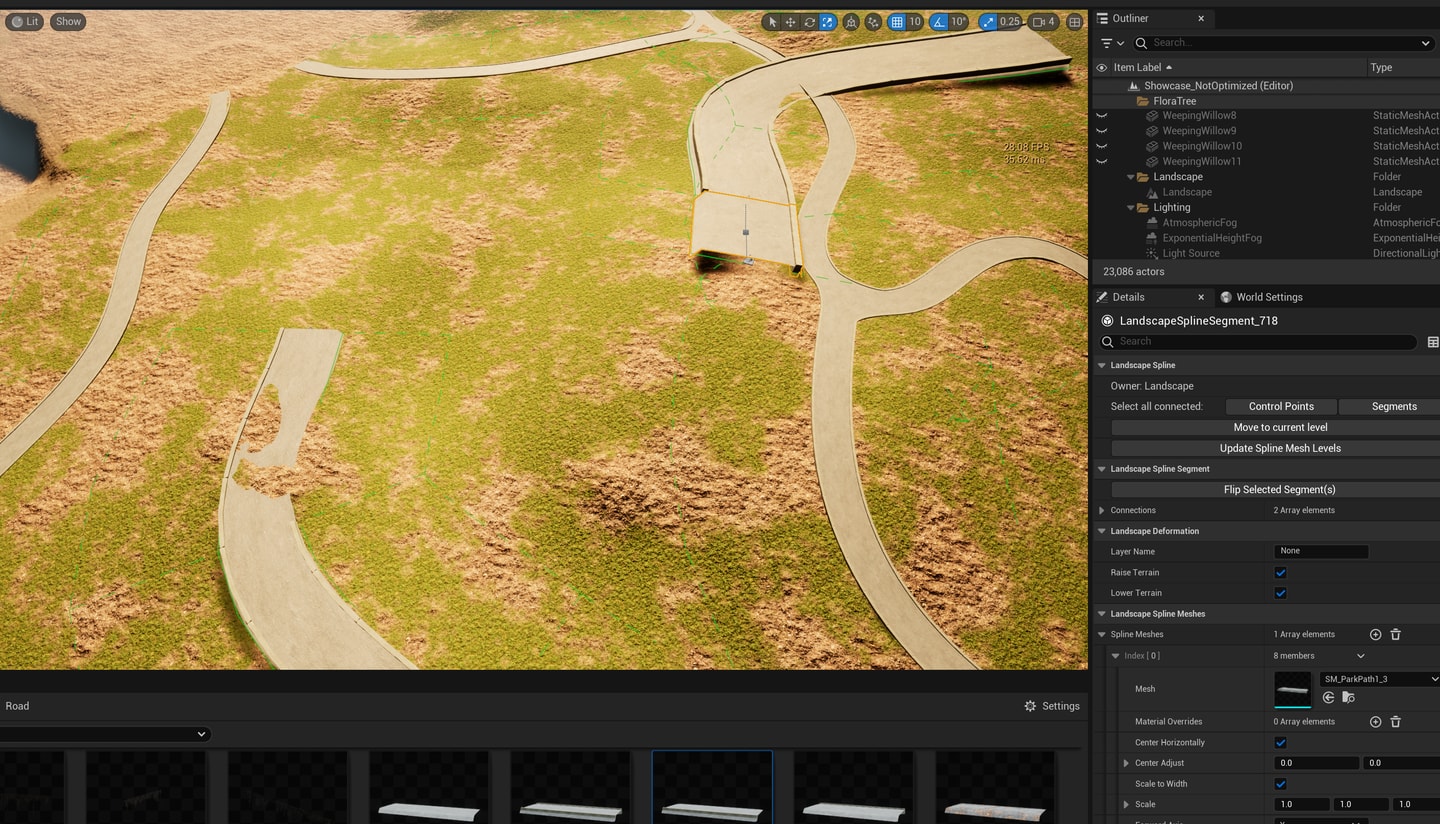 Lit Show
10 10° 0.25 4
28.08 FPS
35.62 ms
Road
Settings
Outliner
Search...
Item Label Type
Showcase_NotOptimized (Editor)
FloraTree
WeepingWillow8 StaticMeshAct
WeepingWillow9 StaticMeshAct
WeepingWillow10 StaticMeshAct
WeepingWillow11 StaticMeshAct
Landscape Folder
Landscape Landscape
Lighting Folder
AtmosphericFog AtmosphericFo
ExponentialHeightFog ExponentialHei
Light Source DirectionalLigh
23,086 actors
Details World Settings
LandscapeSplineSegment_718
Search
Landscape Spline
Owner: Landscape
Select all connected: Control Points Segments
Move to current level
Update Spline Mesh Levels
Landscape Spline Segment
Flip Selected Segment(s)
Connections 2 Array elements
Landscape Deformation
Layer Name None
Raise Terrain
Lower Terrain
Landscape Spline Meshes
Spline Meshes 1 Array elements
Index [ 0 ] 8 members
Mesh SM_ParkPath1_3
Material Overrides 0 Array elements
Center Horizontally
Center Adjust 0.0 0.0
Scale to Width
Scale 1.0 1.0 1.0